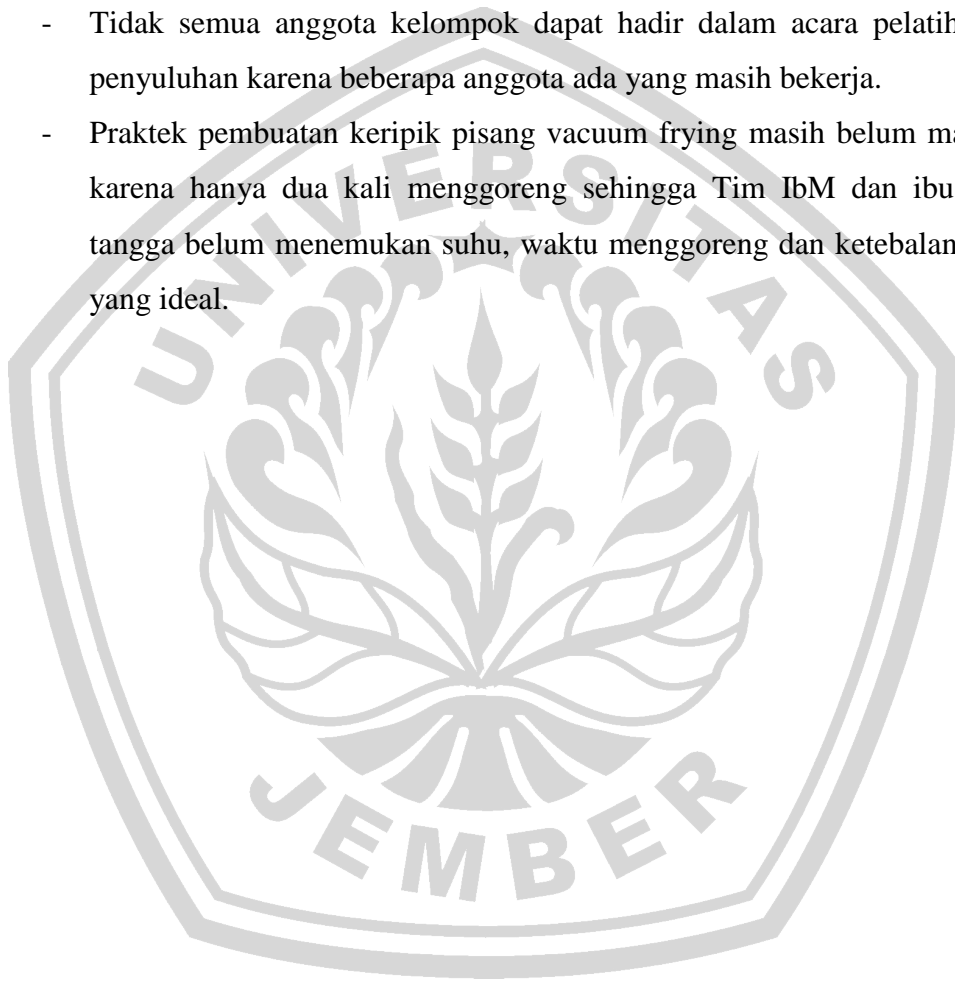 - Tidak semua anggota kelompok dapat hadir dalam acara pelatih
penyuluhan karena beberapa anggota ada yang masih bekerja.
- Praktek pembuatan keripik pisang vacuum frying masih belum ma
karena hanya dua kali menggoreng sehingga Tim IbM dan ibu
tangga belum menemukan suhu, waktu menggoreng dan ketebalan
yang ideal.
UNIVERSITAS
JEMBER